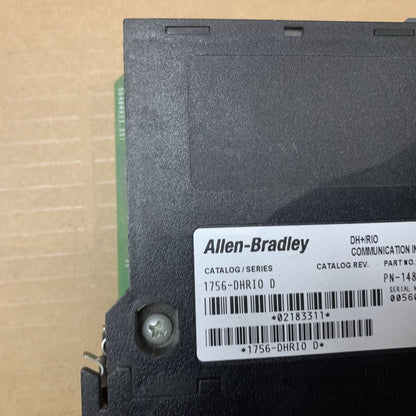 Allen-Bradley
DH+/RIO
COMMUNICATION IN
CATALOG / SERIES
CATALOG REV.
PART NO.
1756-DHRIO D
PN-148
SERIAL N
0056
*02183311*
*1756-DHRIO D*